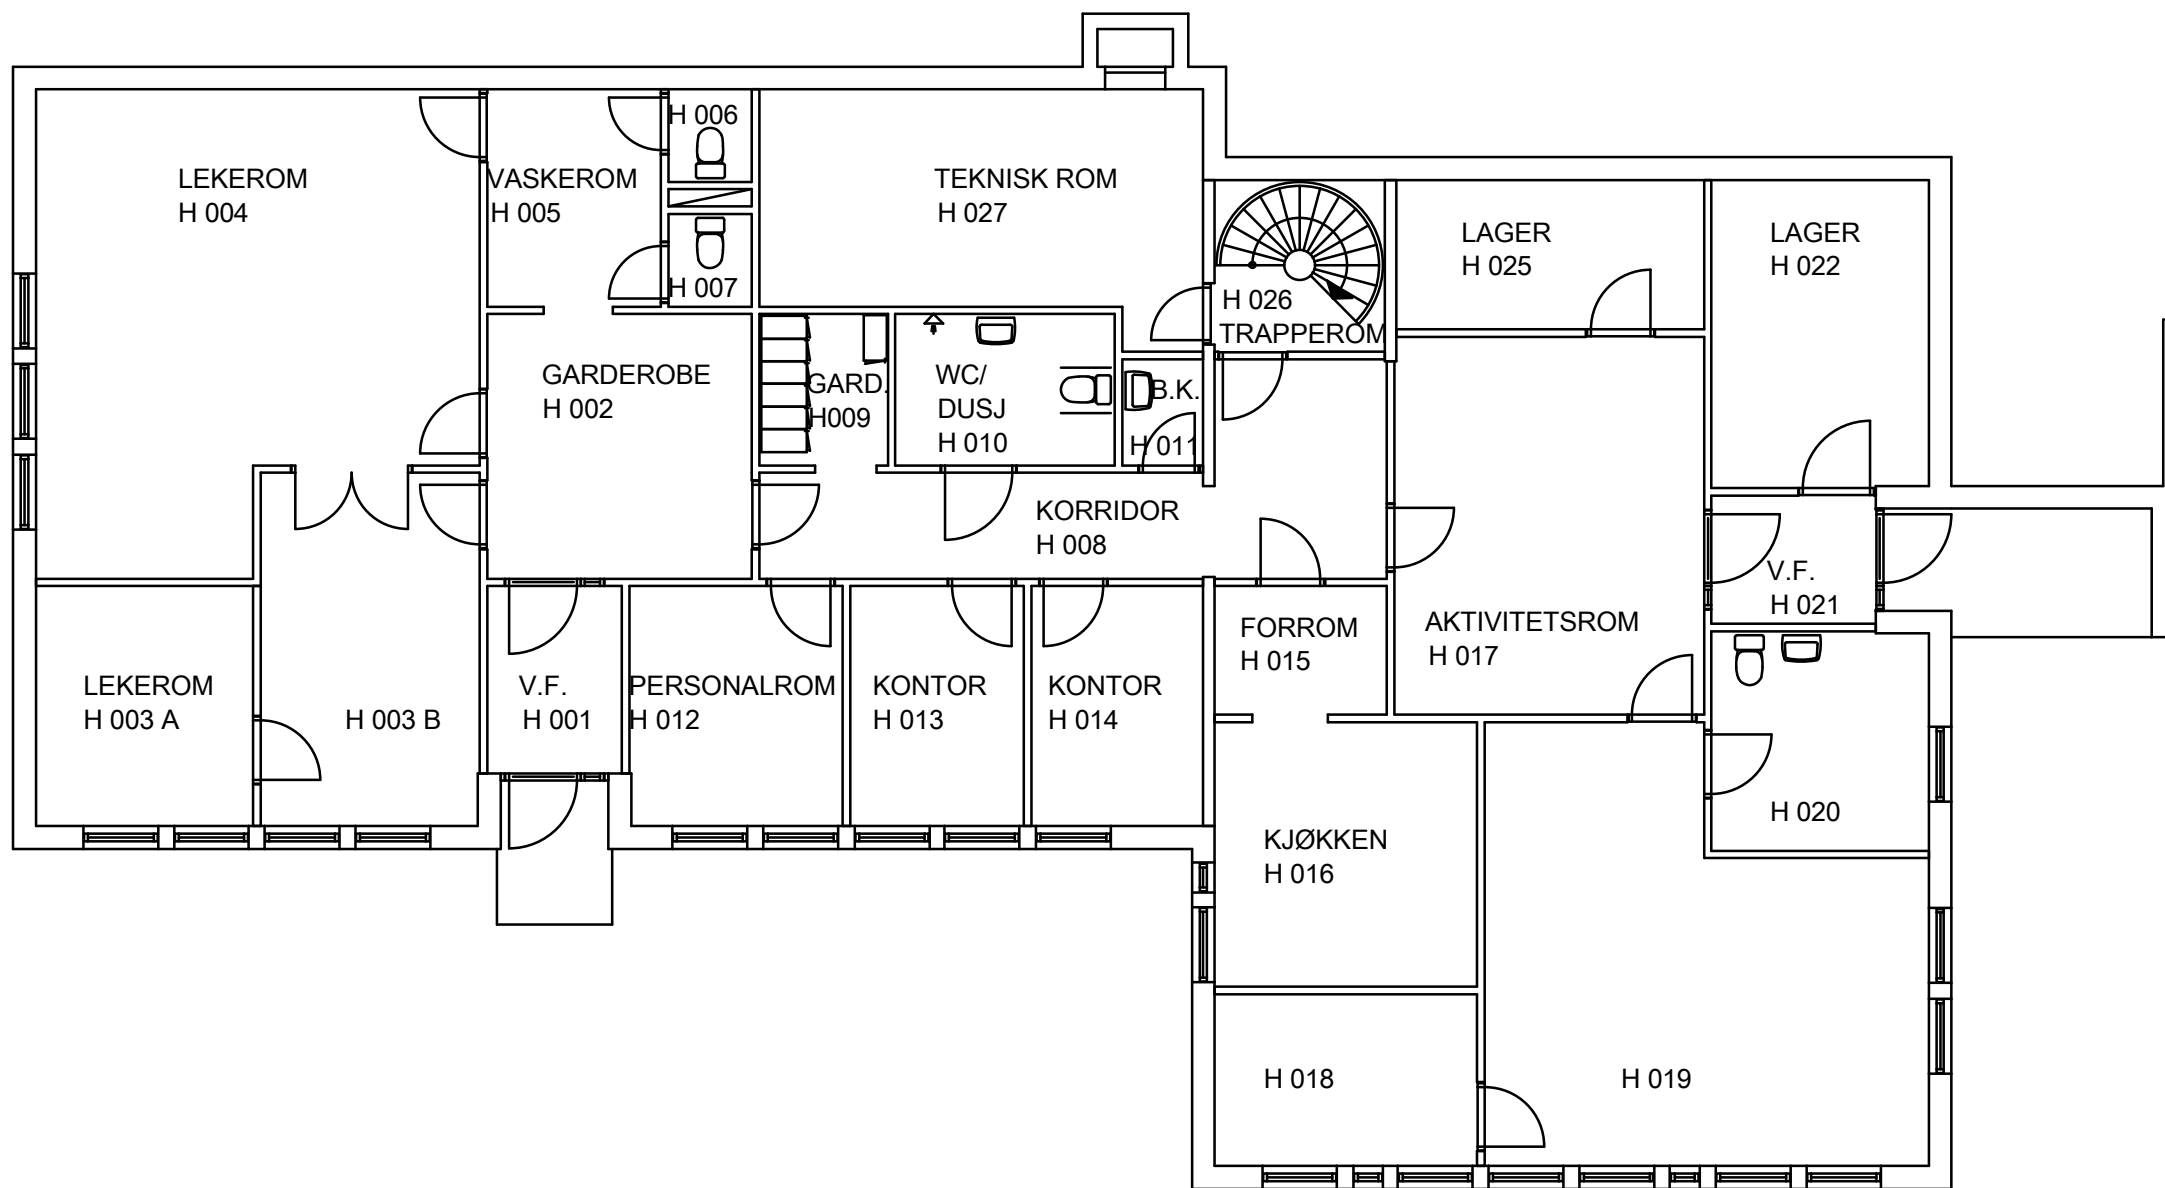 H 006
LEKEROM
H 004
VASKEROM
H 005
TEKNISK ROM
H 027
LAGER
H 025
LAGER
H 022
H 007
H 026
TRAPPEROM
GARDEROBE
H 002
GARD.
H009
WC/
DUSJ
H 010
B.K.
H 011
KORRIDOR
H 008
V.F.
H 021
FORROM
H 015
AKTIVITETSROM
H 017
LEKEROM
H 003 A
H 003 B
V.F.
H 001
PERSONALROM
H 012
KONTOR
H 013
KONTOR
H 014
H 020
KJØKKEN
H 016
H 018
H 019